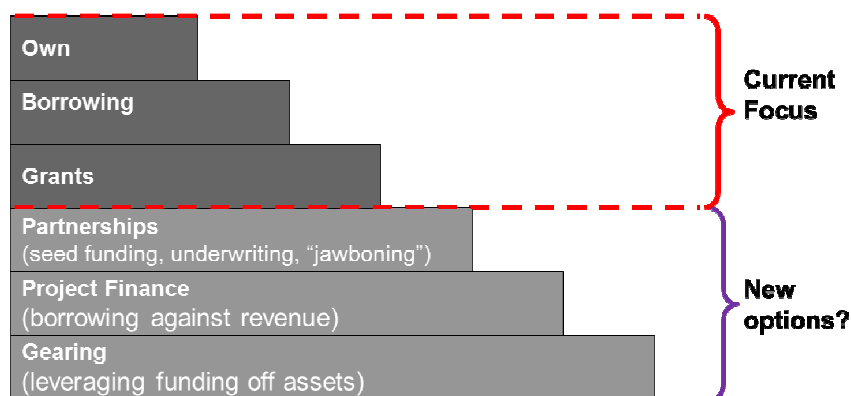 Own
Borrowing
Grants
Partnerships
(seed funding, underwriting, “jawboning”)
Project Finance
(borrowing against revenue)
Gearing
(leveraging funding off assets)
Current
Focus
New
options?